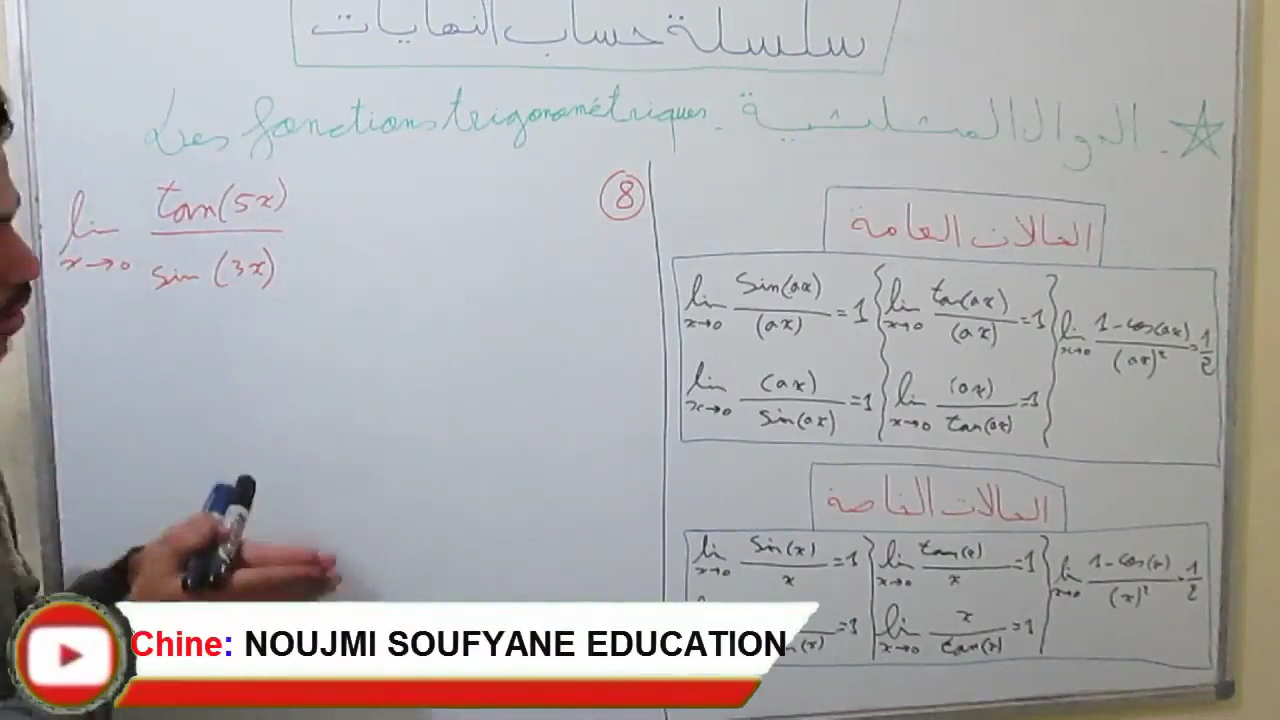 سلسلة حساب النهايات
Les fonctions trigonométriques. الدوال المثلثية.
lim x→0 tan(5x) / sin(3x)
8
الحالات العامة
lim x→0 sin(ax) / (ax) = 1
lim x→0 tan(ax) / (ax) = 1
lim x→0 1-cos(ax) / (ax)² = 1/2
lim x→0 (ax) / sin(ax) = 1
lim x→0 (ax) / tan(ax) = 1
الحالات الخاصة
lim x→0 sin(x) / x = 1
lim x→0 tan(x) / x = 1
lim x→0 1-cos(x) / (x)² = 1/2
=1
lim x→0 x / tan(x) = 1
Chine: NOUJMI SOUFYANE EDUCATION